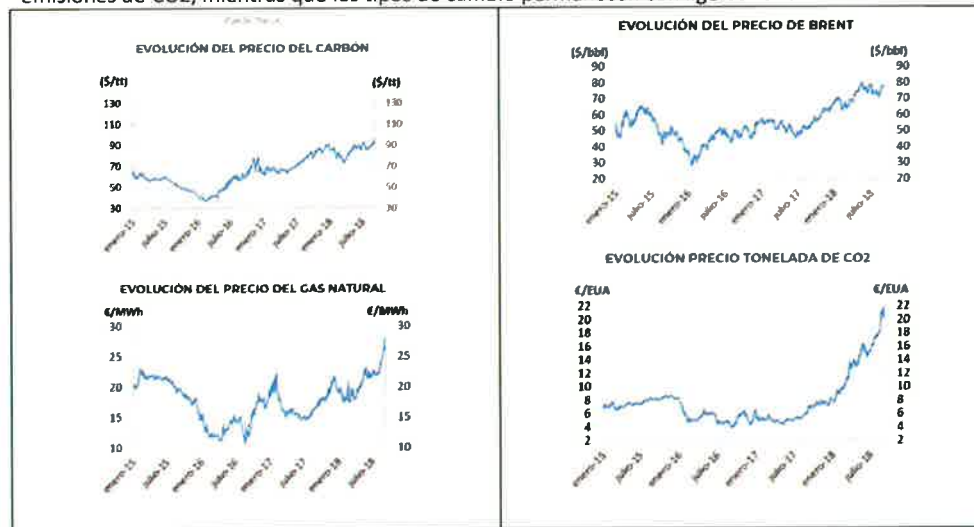 emisiones de CO2, mientras que los tipos de cambio permanecen
EVOLUCIÓN DEL PRECIO DEL CARBÓN
($/tt) ($/tt)
130 130
110 110
90 90
70 70
50 50
30 30
enero-15 julio-15 enero-16 julio-16 enero-17 julio-17 enero-18 julio-18
EVOLUCIÓN DEL PRECIO DEL GAS NATURAL
€/MWh €/MWh
30 30
25 25
20 20
15 15
10 10
enero-15 julio-15 enero-16 julio-16 enero-17 julio-17 enero-18 julio-18
EVOLUCIÓN DEL PRECIO DE BRENT
($/bbl) ($/bbl)
90 90
80 80
70 70
60 60
50 50
40 40
30 30
20 20
enero-15 julio-15 enero-16 julio-16 enero-17 julio-17 enero-18 julio-18
EVOLUCIÓN PRECIO TONELADA DE CO2
€/EUA €/EUA
22 22
20 20
18 18
16 16
14 14
12 12
10 10
8 8
6 6
4 4
2 2
enero-15 julio-15 enero-16 julio-16 enero-17 julio-17 enero-18 julio-18